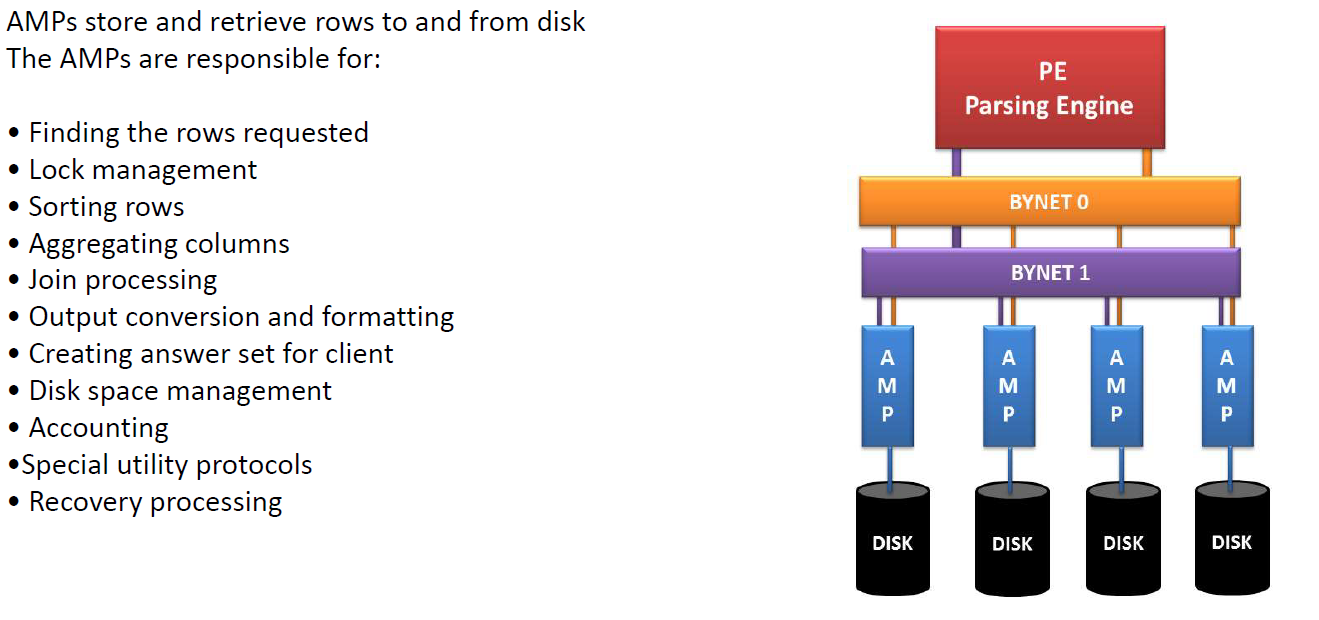 AMPs store and retrieve rows to and from disk
The AMPs are responsible for:
• Finding the rows requested
• Lock management
• Sorting rows
• Aggregating columns
• Join processing
• Output conversion and formatting
• Creating answer set for client
• Disk space management
• Accounting
•Special utility protocols
• Recovery processing
PE
Parsing Engine
BYNET 0
BYNET 1
A
M
P
A
M
P
A
M
P
A
M
P
DISK
DISK
DISK
DISK